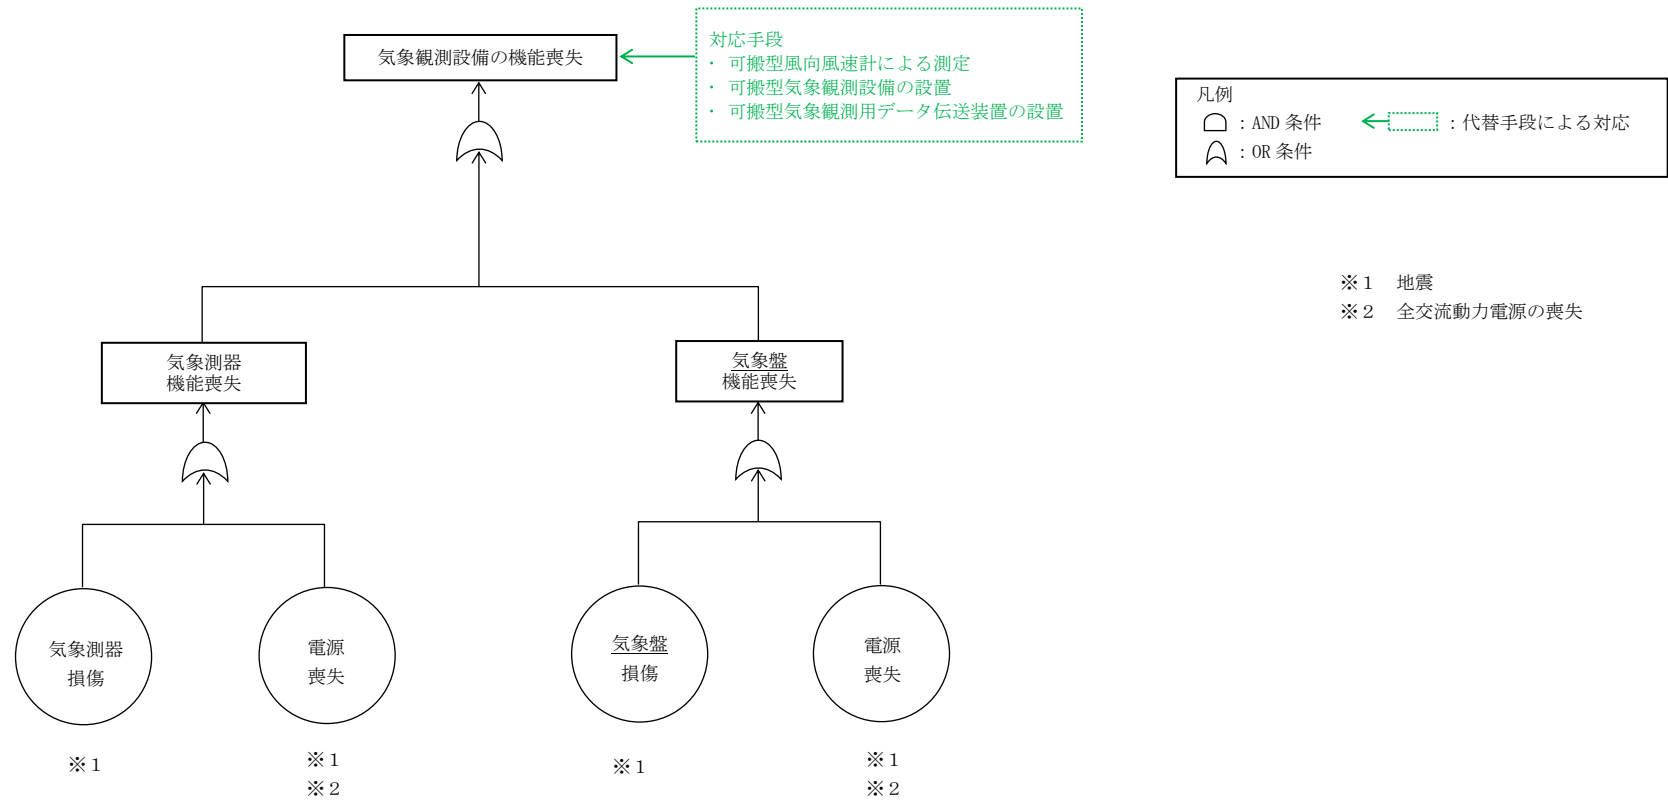 気象観測設備の機能喪失
対応手段
・ 可搬型風向風速計による測定
・ 可搬型気象観測設備の設置
・ 可搬型気象観測用データ伝送装置の設置
凡例
：AND 条件
：代替手段による対応
：OR 条件
※１ 地震
※２ 全交流動力電源の喪失
気象測器
機能喪失
気象盤
機能喪失
気象測器
損傷
電源
喪失
気象盤
損傷
電源
喪失
※１
※１
※２
※１
※１
※２